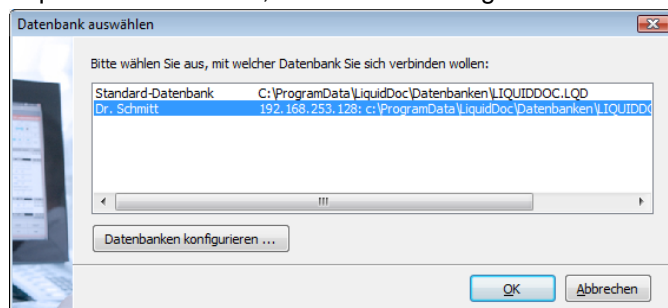 Datenbank auswählen
Bitte wählen Sie aus, mit welcher Datenbank Sie sich verbinden wollen:
Standard-Datenbank C:\ProgramData\LiquidDoc\Datenbanken\LIQUIDDOC.LQD
Dr. Schmitt 192.168.253.128: c:\ProgramData\LiquidDoc\Datenbanken\LIQUIDD
Datenbanken konfigurieren ...
OK Abbrechen